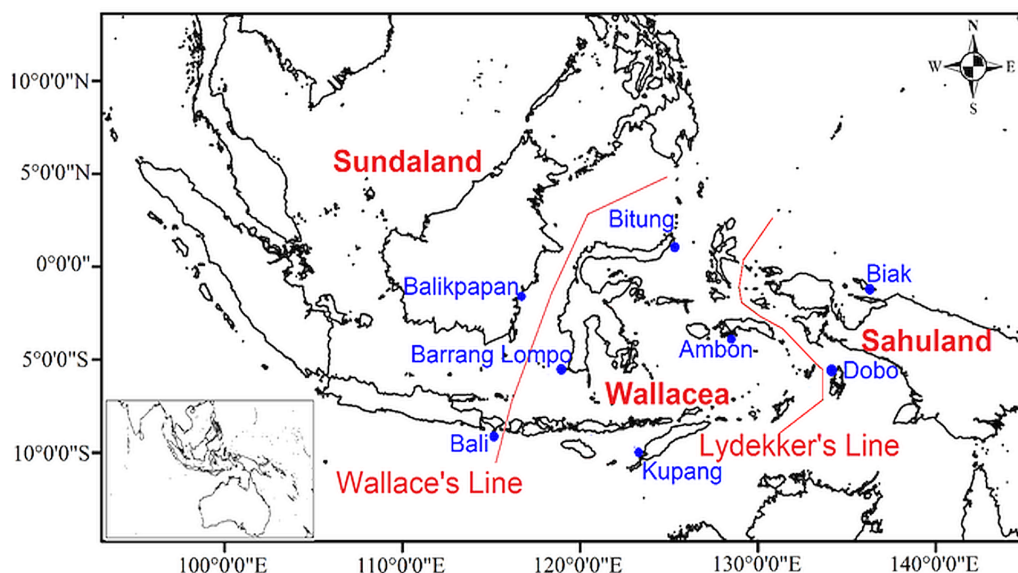 N
W
E
S
10°0'0"N
5°0'0"N
0°0'0"
5°0'0"S
10°0'0"S
Sundaland
Bitung
Balikpapan
Biak
Barrang Lompo
Ambon
Sahuland
Dobo
Wallacea
Bali
Lydekker's Line
Kupang
Wallace's Line
100°0'0"E
110°0'0"E
120°0'0"E
130°0'0"E
140°0'0"E